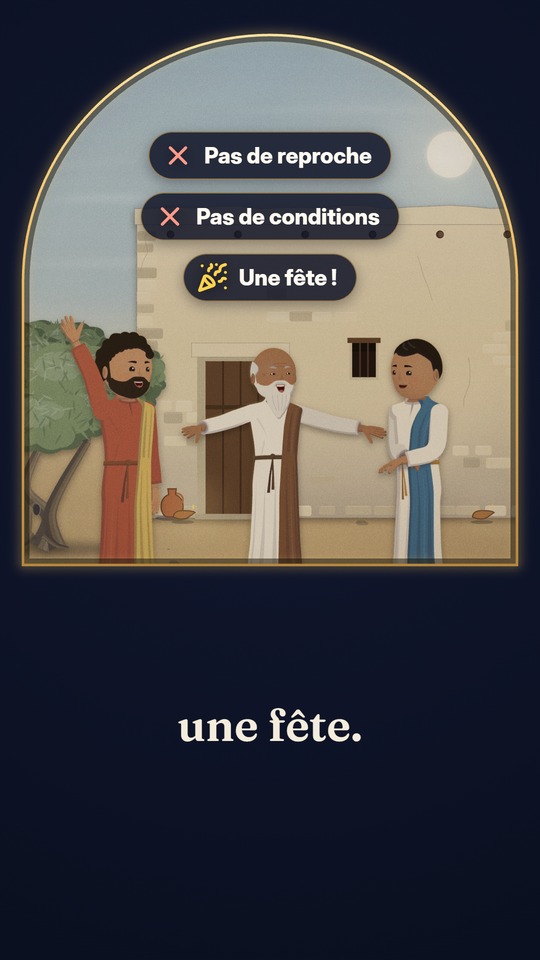 Pas de reproche
Pas de conditions
Une fête !
une fête.